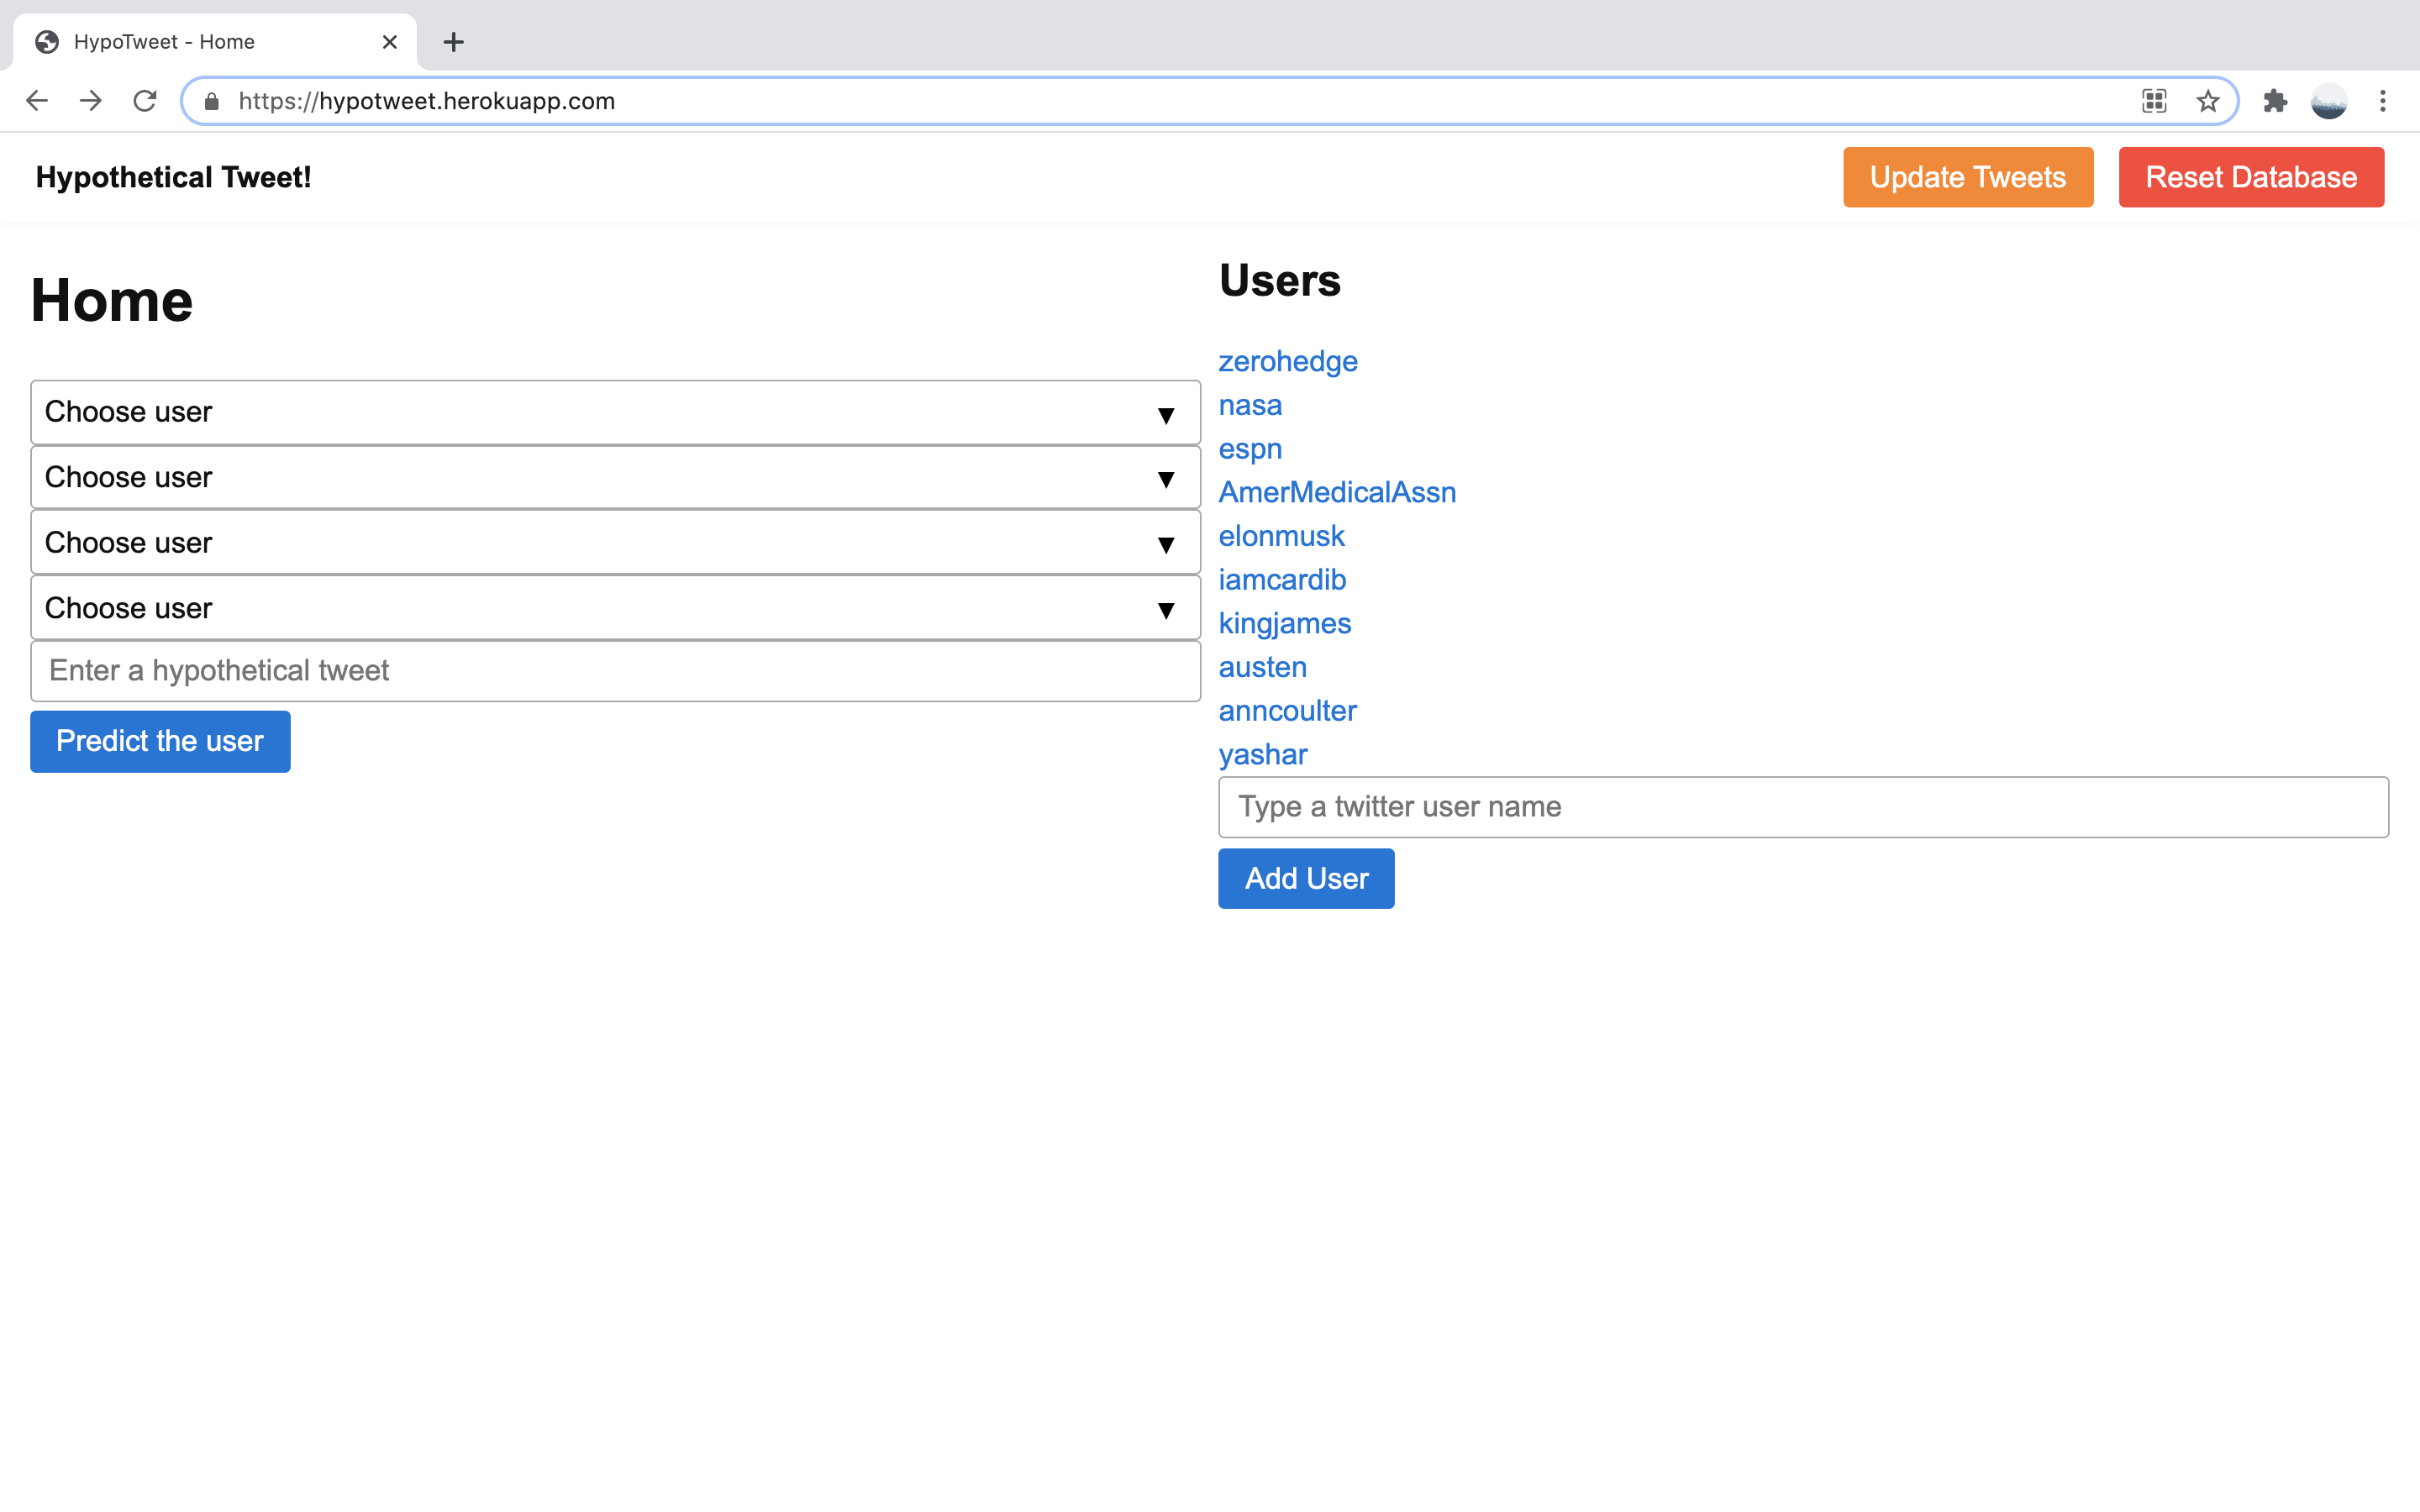 HypoTweet - Home
https://hypotweet.herokuapp.com
Hypothetical Tweet!
Update Tweets
Reset Database
Home
Choose user
Choose user
Choose user
Choose user
Enter a hypothetical tweet
Predict the user
Users
zerohedge
nasa
espn
AmerMedicalAssn
elonmusk
iamcardib
kingjames
austen
anncoulter
yashar
Type a twitter user name
Add User